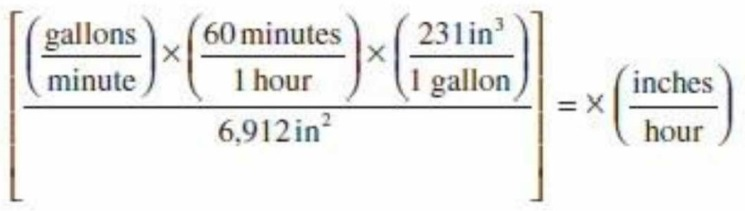 [((gallons/minute) × (60 minutes/1 hour) × (231 in³/1 gallon))/6,912 in²] = × (inches/hour)